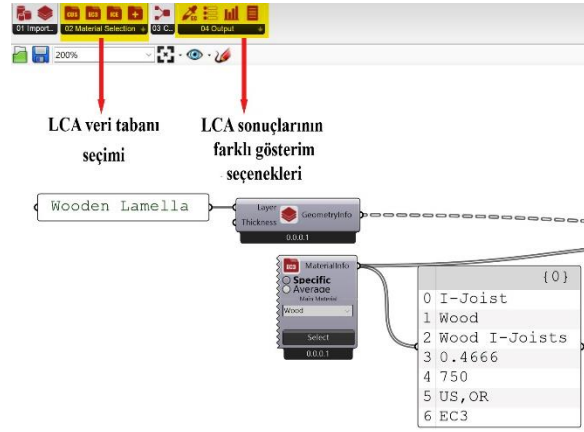 01 Import..
02 Material Selection +
03 C..
04 Output +
200%
LCA veri tabanı
seçimi
LCA sonuçlarının
farklı gösterim
seçenekleri
Wooden Lamella
Layer
Thickness
GeometryInfo
0.0.0.1
EC3
MaterialInfo
Specific
Average
Main Material
Wood
Select
0.0.0.1
{0}
0 I-Joist
1 Wood
2 Wood I-Joists
3 0.4666
4 750
5 US,OR
6 EC3